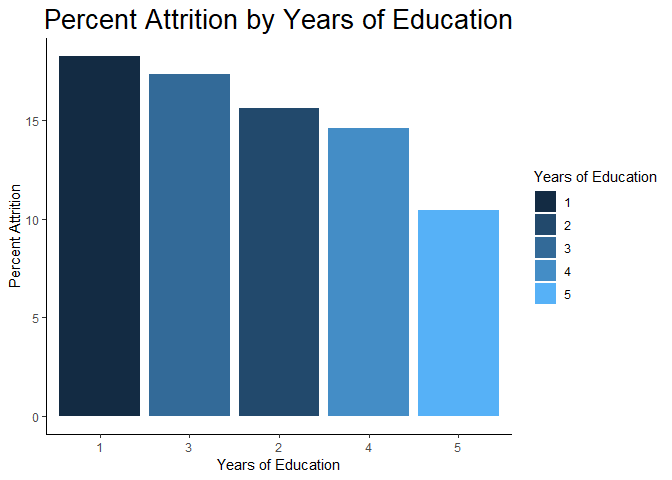 Percent Attrition by Years of Education
Percent Attrition
15
10
5
0
1 3 2 4 5
Years of Education
Years of Education
1
2
3
4
5